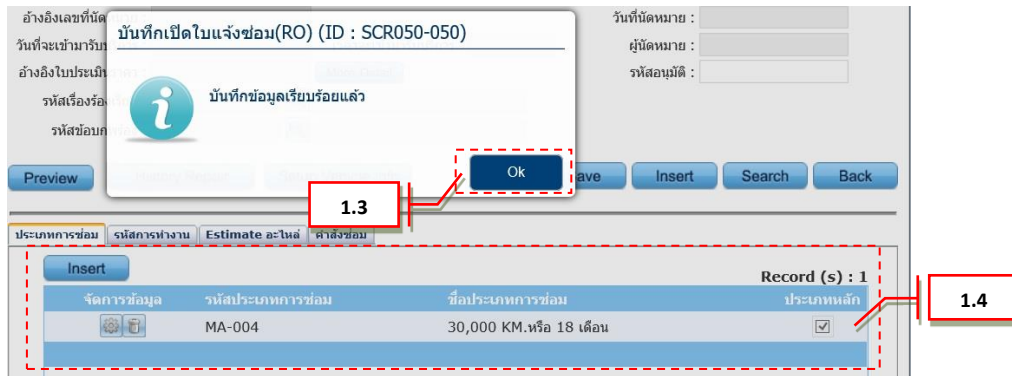 อ้างอิงเลขที่นัด
วันที่นัดหมาย :
บันทึกเปิดใบแจ้งซ่อม(RO) (ID : SCR050-050)
วันที่จะเข้ามารับ
ผู้นัดหมาย :
อ้างอิงใบประเมิน
รหัสอนุมัติ :
บันทึกข้อมูลเรียบร้อยแล้ว
รหัสเรื่องร้อง
รหัสข้อบก
Preview
Ok
ave Insert Search Back
1.3
ประเภทการซ่อม รหัสการทำงาน Estimate อะไหล่ คำสั่งซ่อม
Insert
Record (s) : 1
จัดการข้อมูล รหัสประเภทการซ่อม ชื่อประเภทการซ่อม ประเภทหลัก
1.4
MA-004 30,000 KM.หรือ 18 เดือน